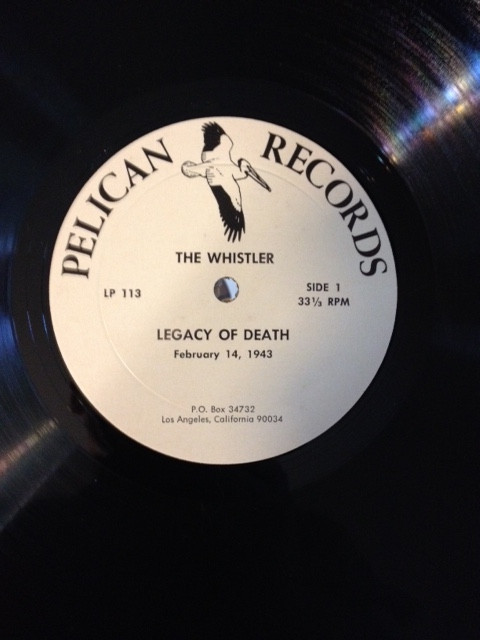 PELICAN RECORDS
THE WHISTLER
LP 113
SIDE 1
33⅓ RPM
LEGACY OF DEATH
February 14, 1943
P.O. Box 34732
Los Angeles, California 90034